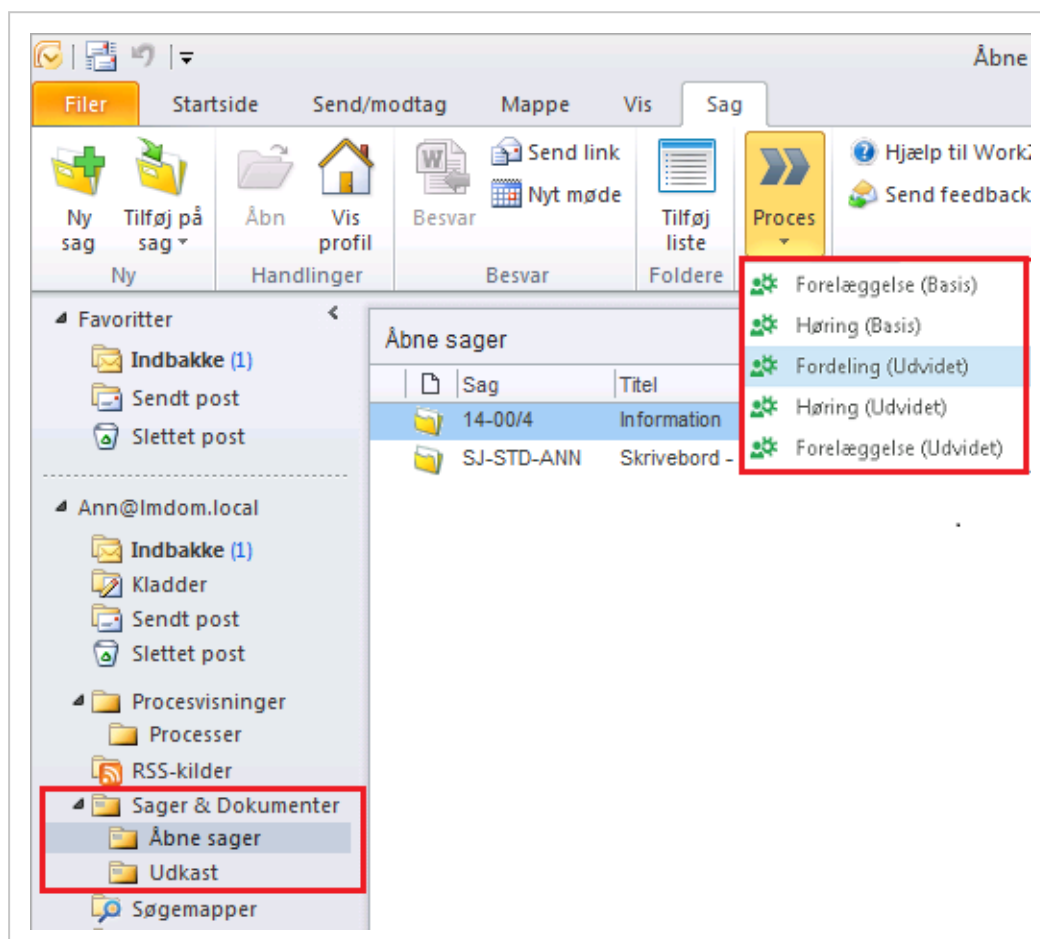 Åbne
Filer Startside Send/modtag Mappe Vis Sag
Ny sag
Tilføj på sag
Åbn
Vis profil
Besvar
Send link
Nyt møde
Tilføj liste
Proces
Hjælp til Work
Send feedback
Ny Handlinger Besvar Foldere
Forelæggelse (Basis)
Høring (Basis)
Fordeling (Udvidet)
Høring (Udvidet)
Forelæggelse (Udvidet)
Favoritter
Indbakke (1)
Sendt post
Slettet post
Ann@lmdom.local
Indbakke (1)
Kladder
Sendt post
Slettet post
Procesvisninger
Processer
RSS-kilder
Sager & Dokumenter
Åbne sager
Udkast
Søgemapper
Åbne sager
Sag Titel
14-00/4 Information
SJ-STD-ANN Skrivebord -